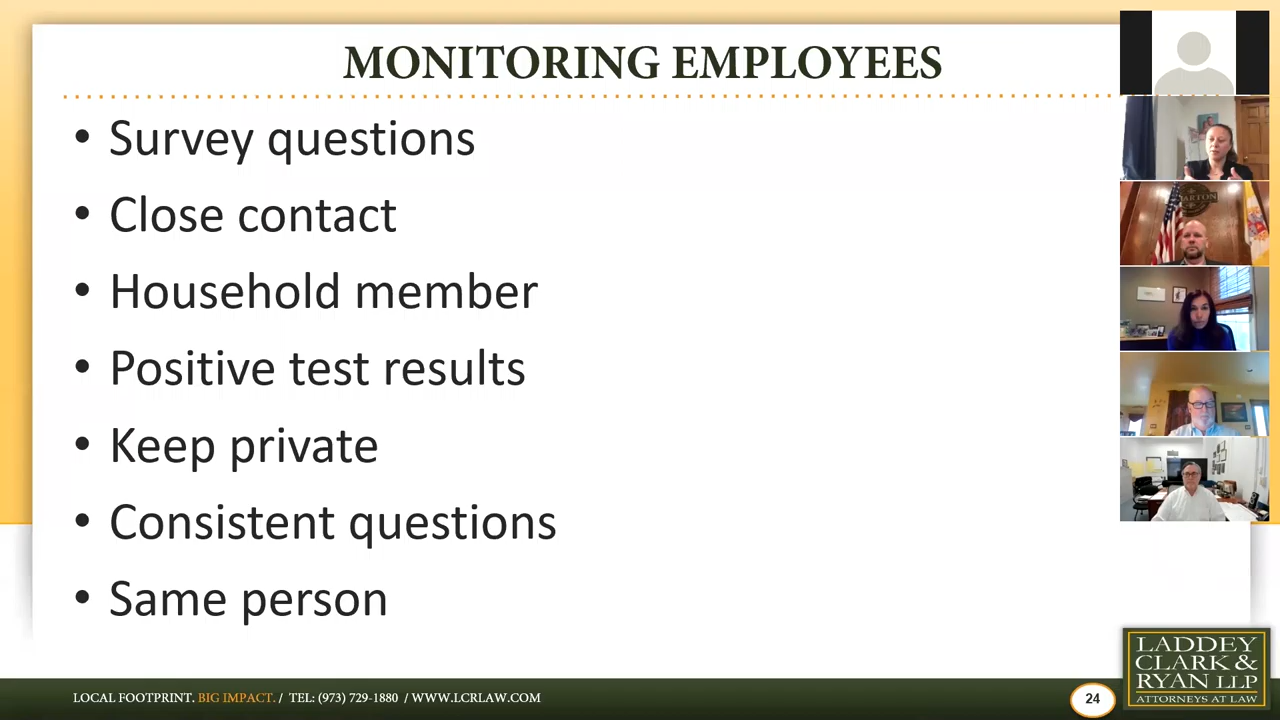 MONITORING EMPLOYEES
• Survey questions
• Close contact
• Household member
• Positive test results
• Keep private
• Consistent questions
• Same person
LOCAL FOOTPRINT. BIG IMPACT. / TEL: (973) 729-1880 / WWW.LCRLAW.COM
24
LADDEY
CLARK &
RYAN LLP
ATTORNEYS AT LAW